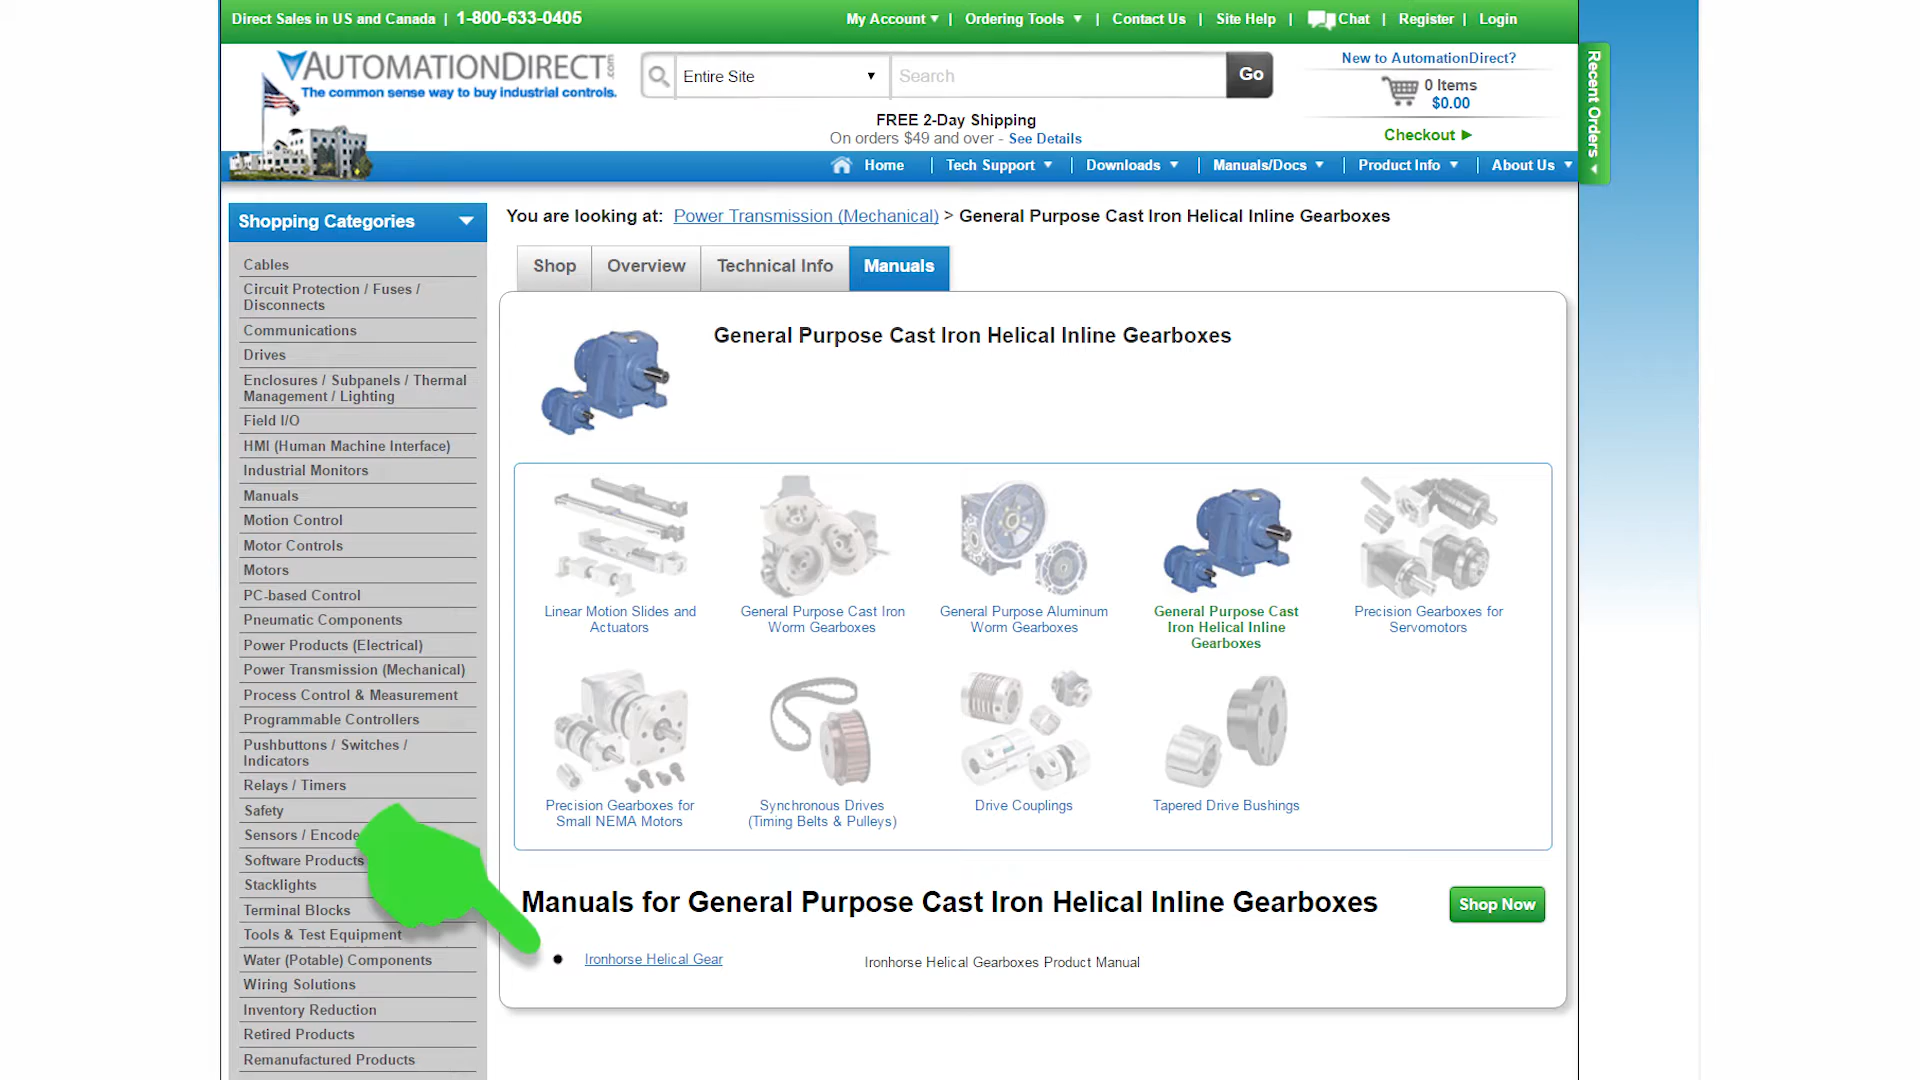 Direct Sales in US and Canada | 1-800-633-0405
My Account | Ordering Tools | Contact Us | Site Help | Chat | Register | Login
AUTOMATIONDIRECT.com
The common sense way to buy industrial controls.
Entire Site
Search
Go
New to AutomationDirect?
0 Items
$0.00
Checkout
Recent Orders
FREE 2-Day Shipping
On orders $49 and over - See Details
Home | Tech Support | Downloads | Manuals/Docs | Product Info | About Us
Shopping Categories
Cables
Circuit Protection / Fuses /
Disconnects
Communications
Drives
Enclosures / Subpanels / Thermal
Management / Lighting
Field I/O
HMI (Human Machine Interface)
Industrial Monitors
Manuals
Motion Control
Motor Controls
Motors
PC-based Control
Pneumatic Components
Power Products (Electrical)
Power Transmission (Mechanical)
Process Control & Measurement
Programmable Controllers
Pushbuttons / Switches /
Indicators
Relays / Timers
Safety
Sensors / Encode
Software Products
Stacklights
Terminal Blocks
Tools & Test Equipment
Water (Potable) Components
Wiring Solutions
Inventory Reduction
Retired Products
Remanufactured Products
You are looking at: Power Transmission (Mechanical) > General Purpose Cast Iron Helical Inline Gearboxes
Shop
Overview
Technical Info
Manuals
General Purpose Cast Iron Helical Inline Gearboxes
Linear Motion Slides and
Actuators
General Purpose Cast Iron
Worm Gearboxes
General Purpose Aluminum
Worm Gearboxes
General Purpose Cast
Iron Helical Inline
Gearboxes
Precision Gearboxes for
Servomotors
Precision Gearboxes for
Small NEMA Motors
Synchronous Drives
(Timing Belts & Pulleys)
Drive Couplings
Tapered Drive Bushings
Manuals for General Purpose Cast Iron Helical Inline Gearboxes
Shop Now
Ironhorse Helical Gear
Ironhorse Helical Gearboxes Product Manual